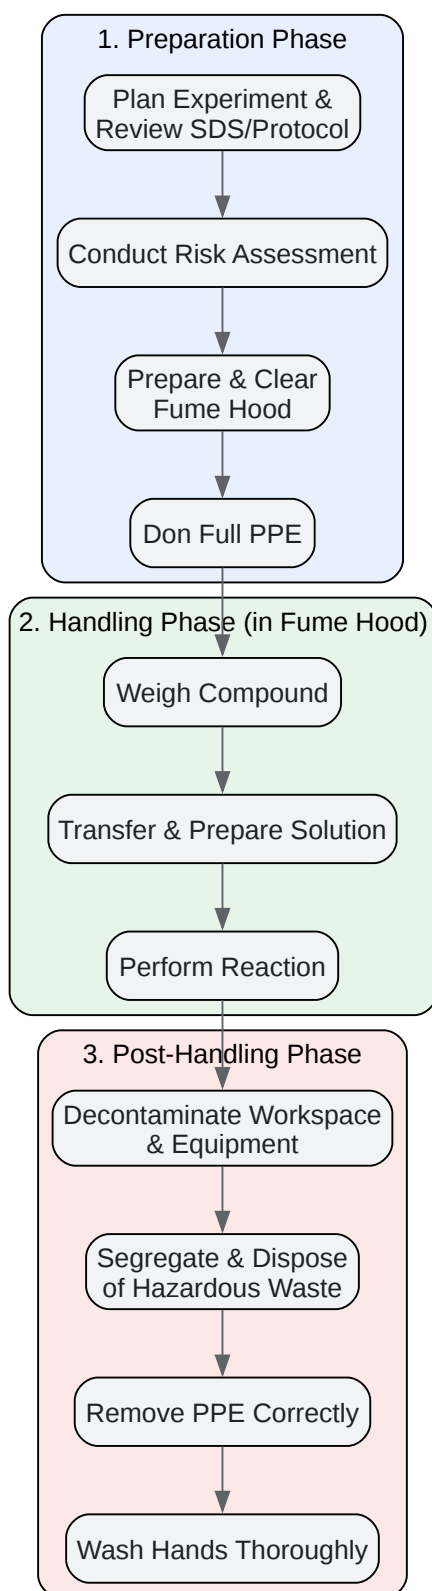 1. Preparation Phase
Plan Experiment &
Review SDS/Protocol
Conduct Risk Assessment
Prepare & Clear
Fume Hood
Don Full PPE
2. Handling Phase (in Fume Hood)
Weigh Compound
Transfer & Prepare Solution
Perform Reaction
3. Post-Handling Phase
Decontaminate Workspace
& Equipment
Segregate & Dispose
of Hazardous Waste
Remove PPE Correctly
Wash Hands Thoroughly